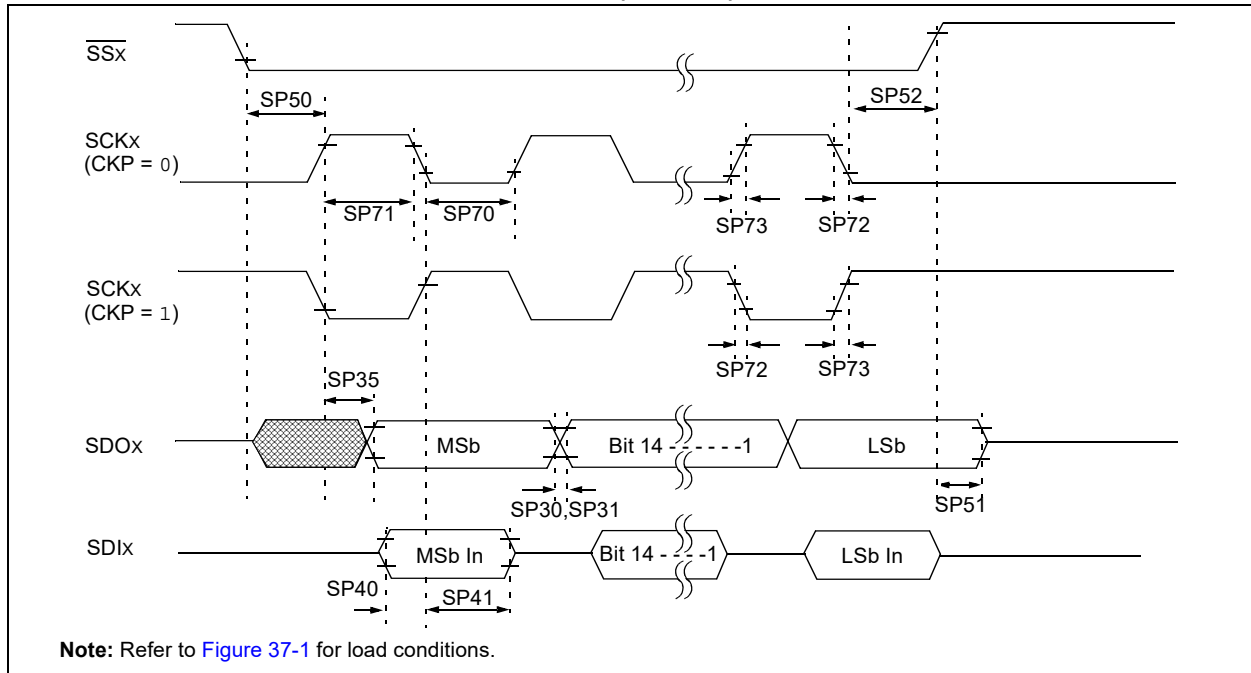 SSX
SP50
SP52
SCKX
(CKP = 0)
SP71
SP70
SP73
SP72
SCKX
(CKP = 1)
SP72
SP73
SP35
SDOX
MSb
Bit 14 - - - - - -1
LSb
SP30,SP31
SP51
SDIX
MSb In
Bit 14 - - - -1
LSb In
SP40
SP41
Note: Refer to Figure 37-1 for load conditions.